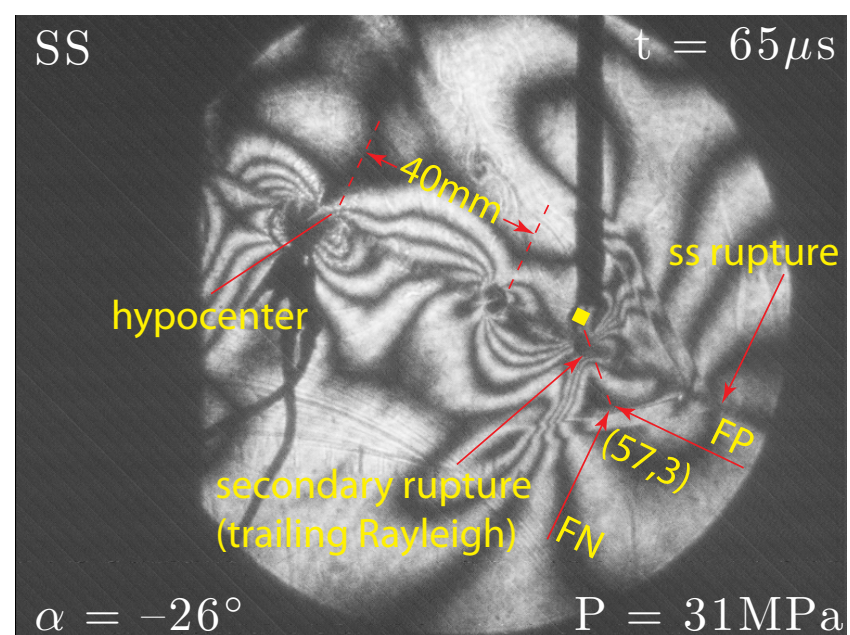 SS
t = 65μs
40mm
ss rupture
hypocenter
FP
(57,3)
secondary rupture
(trailing Rayleigh)
FN
α = –26°
P = 31MPa